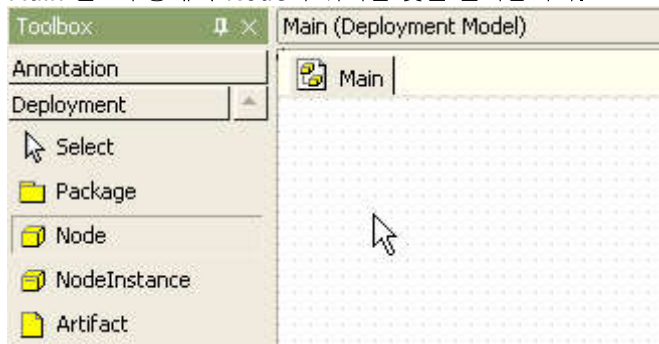 Toolbox
Main (Deployment Model)
Annotation
Main
Deployment
Select
Package
Node
NodeInstance
Artifact